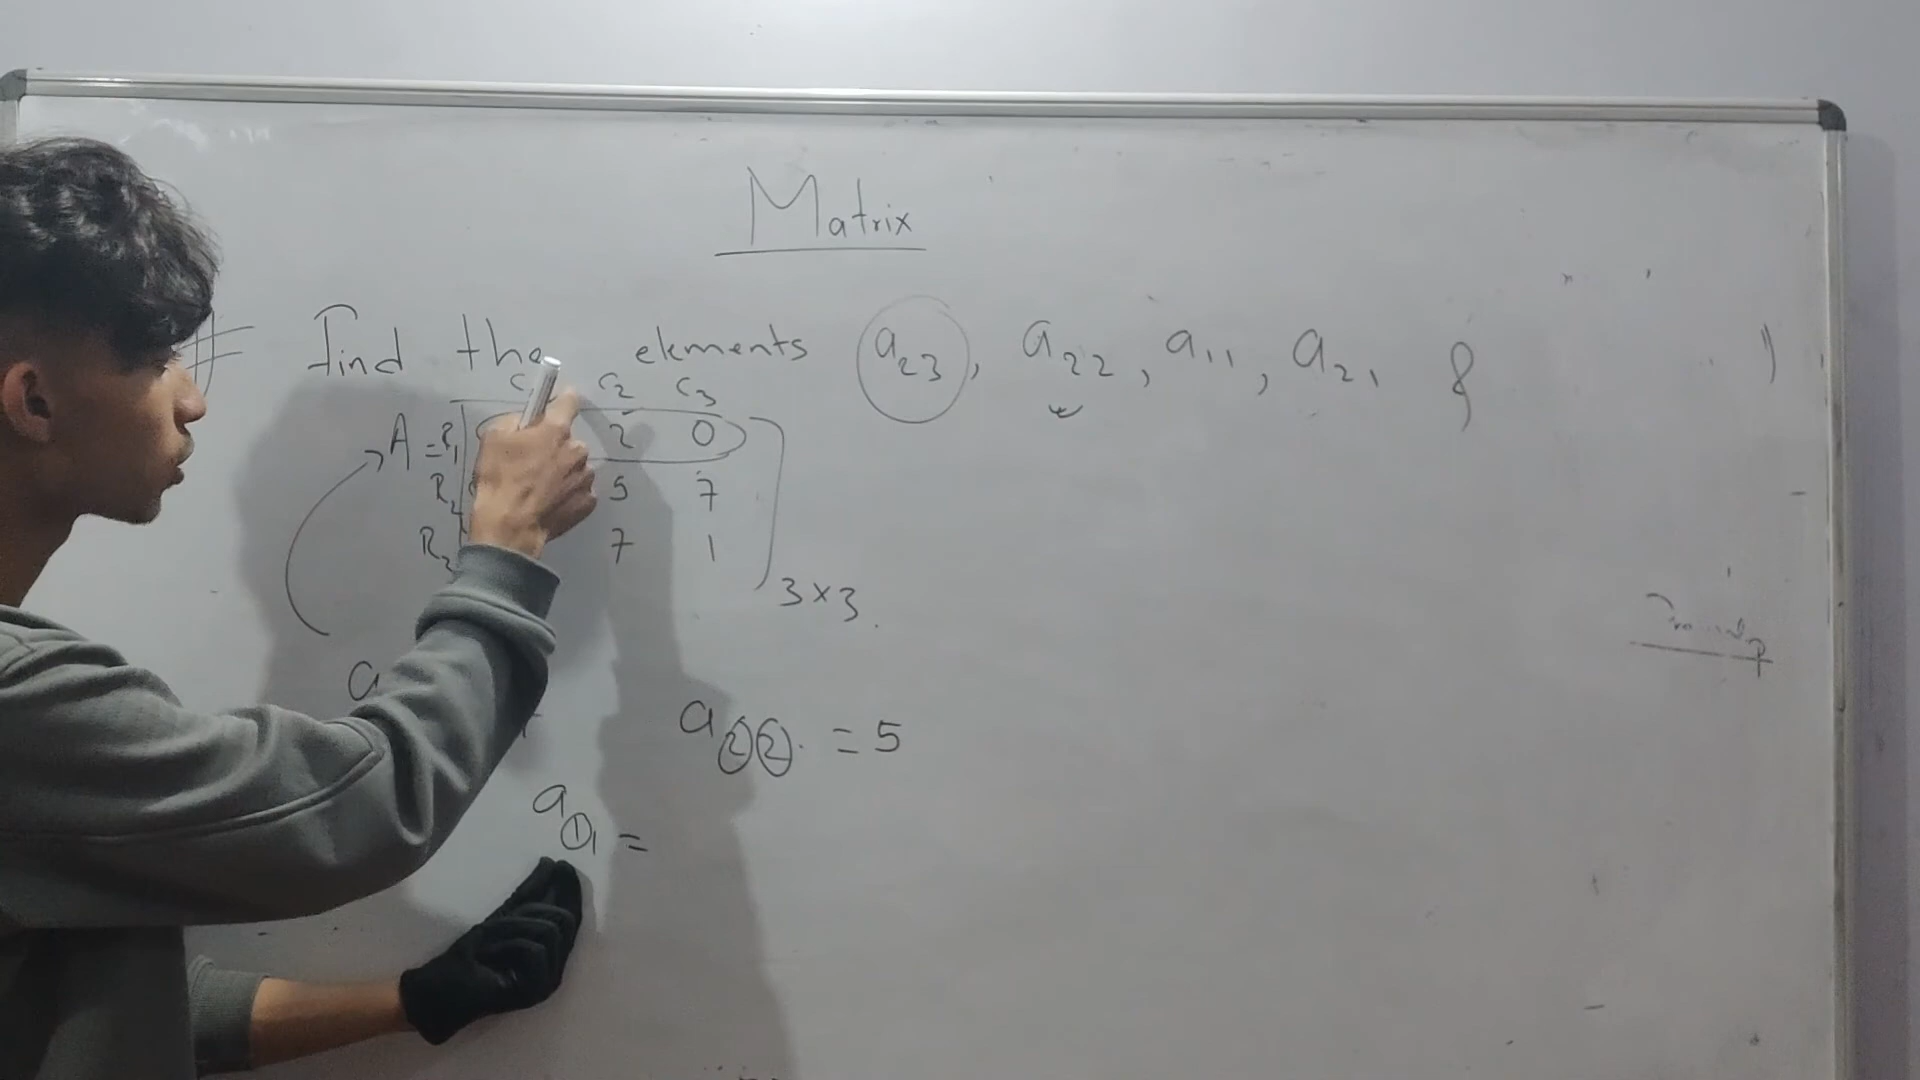 Matrix
# find the elements a23, a22, a11, a21 &
C2 C3
A = R1 2 0
R2 5 7
R3 7 1
3×3.
a
a22. = 5
a11 =